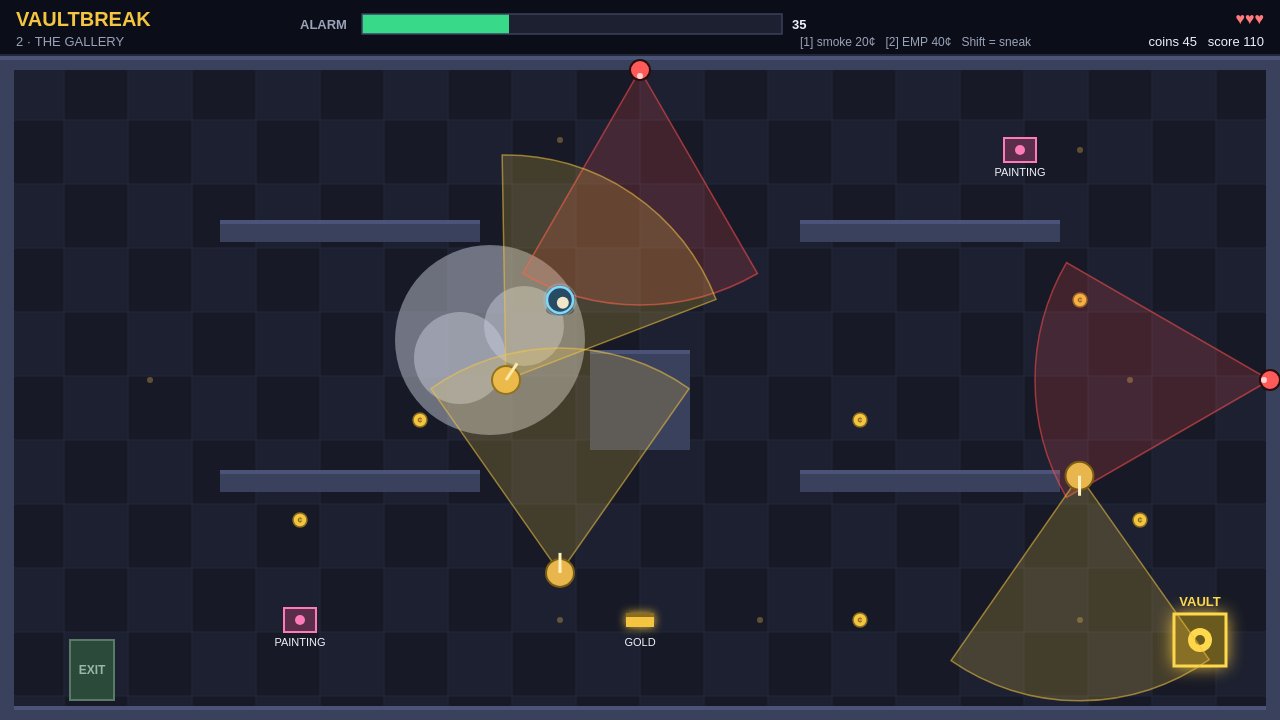 VAULTBREAK
2 · THE GALLERY
ALARM
35
[1] smoke 20¢ [2] EMP 40¢ Shift = sneak
♥♥♥
coins 45 score 110
PAINTING
¢
¢
¢
¢
¢
¢
VAULT
PAINTING
GOLD
EXIT